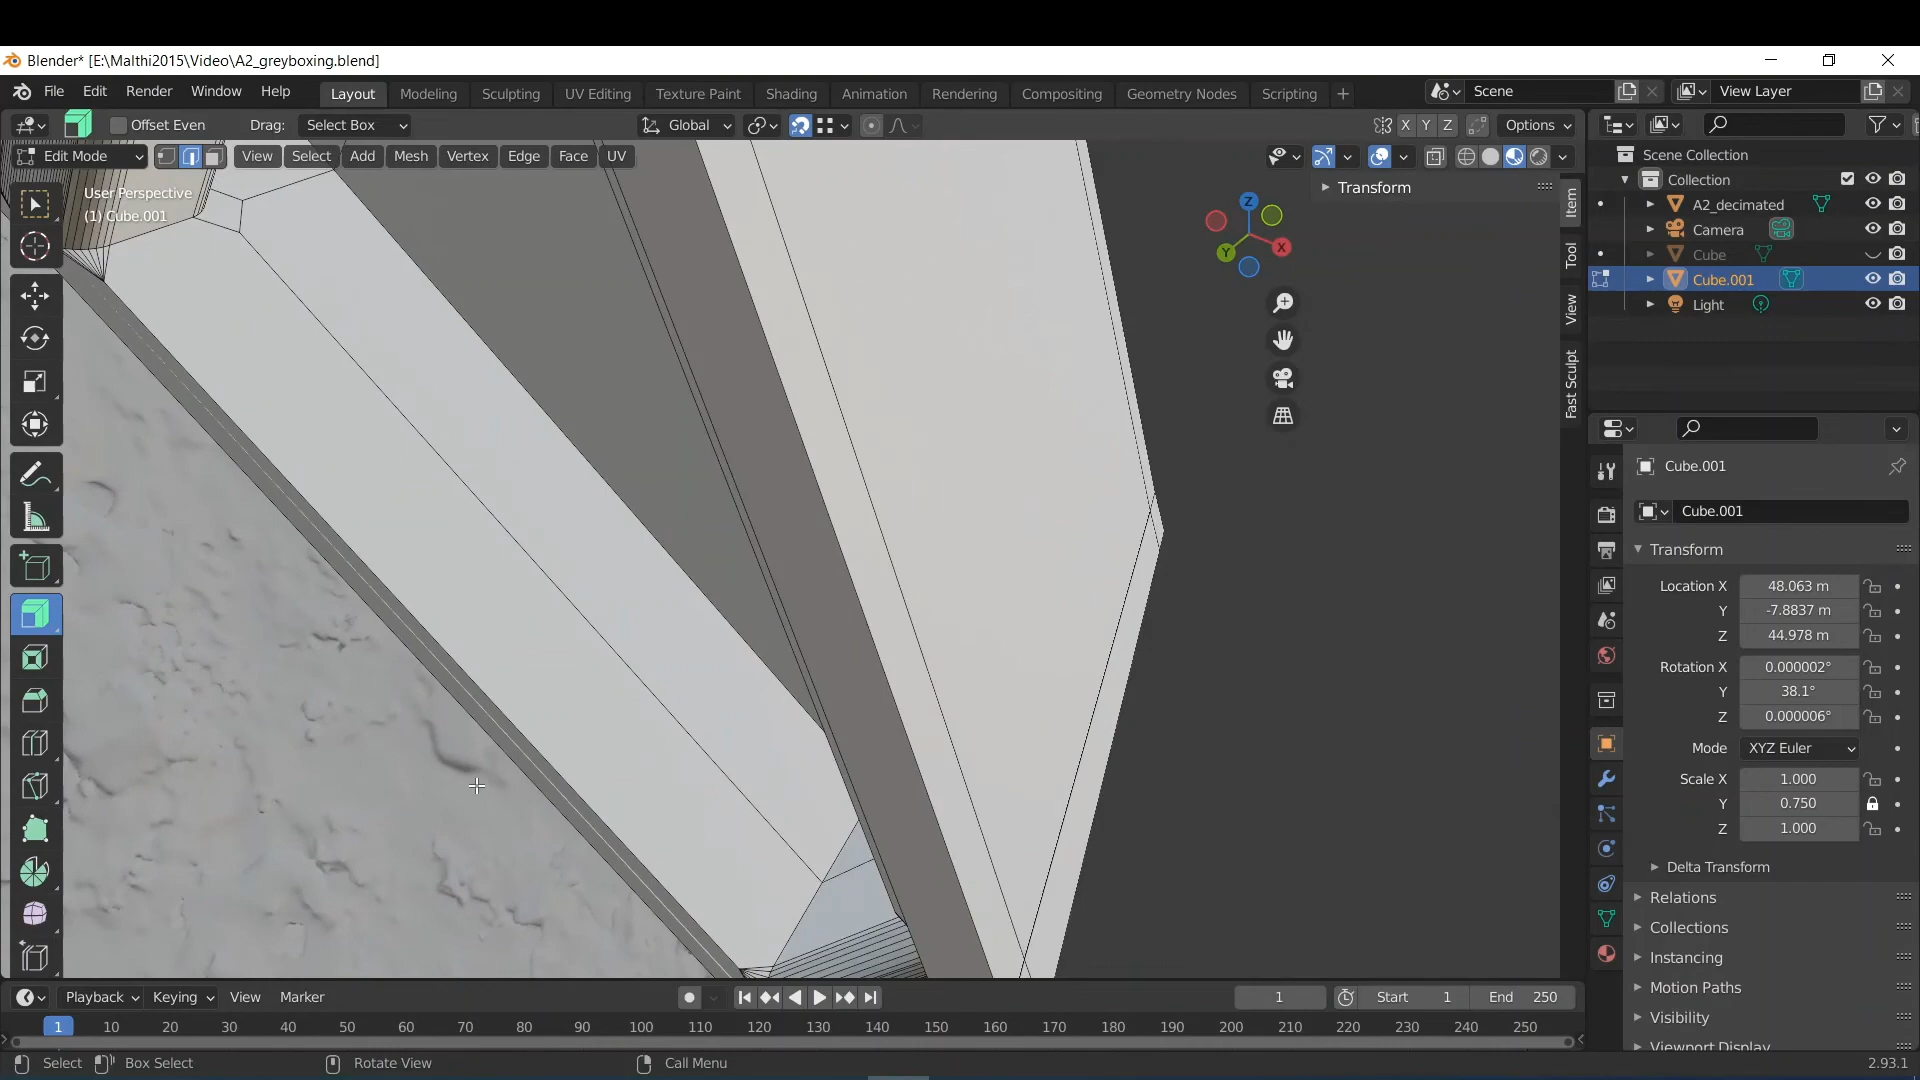 Blender* [E:\Malthi2015\Video\A2_greyboxing.blend]
File Edit Render Window Help Layout Modeling Sculpting UV Editing Texture Paint Shading Animation Rendering Compositing Geometry Nodes Scripting + Scene View Layer
Offset Even Drag: Select Box Global X Y Z Options
Edit Mode View Select Add Mesh Vertex Edge Face UV
User Perspective
(1) Cube.001
Transform
Z
X
Y
Item
Tool
View
Fast Sculpt
Scene Collection
Collection
A2_decimated
Camera
Cube
Cube.001
Light
Cube.001
Cube.001
Transform
Location X 48.063 m
Y -7.8837 m
Z 44.978 m
Rotation X 0.000002°
Y 38.1°
Z 0.000006°
Mode XYZ Euler
Scale X 1.000
Y 0.750
Z 1.000
Delta Transform
Relations
Collections
Instancing
Motion Paths
Visibility
Viewport Display
Playback Keying View Marker 1 Start 1 End 250
1 10 20 30 40 50 60 70 80 90 100 110 120 130 140 150 160 170 180 190 200 210 220 230 240 250
Select Box Select Rotate View Call Menu 2.93.1